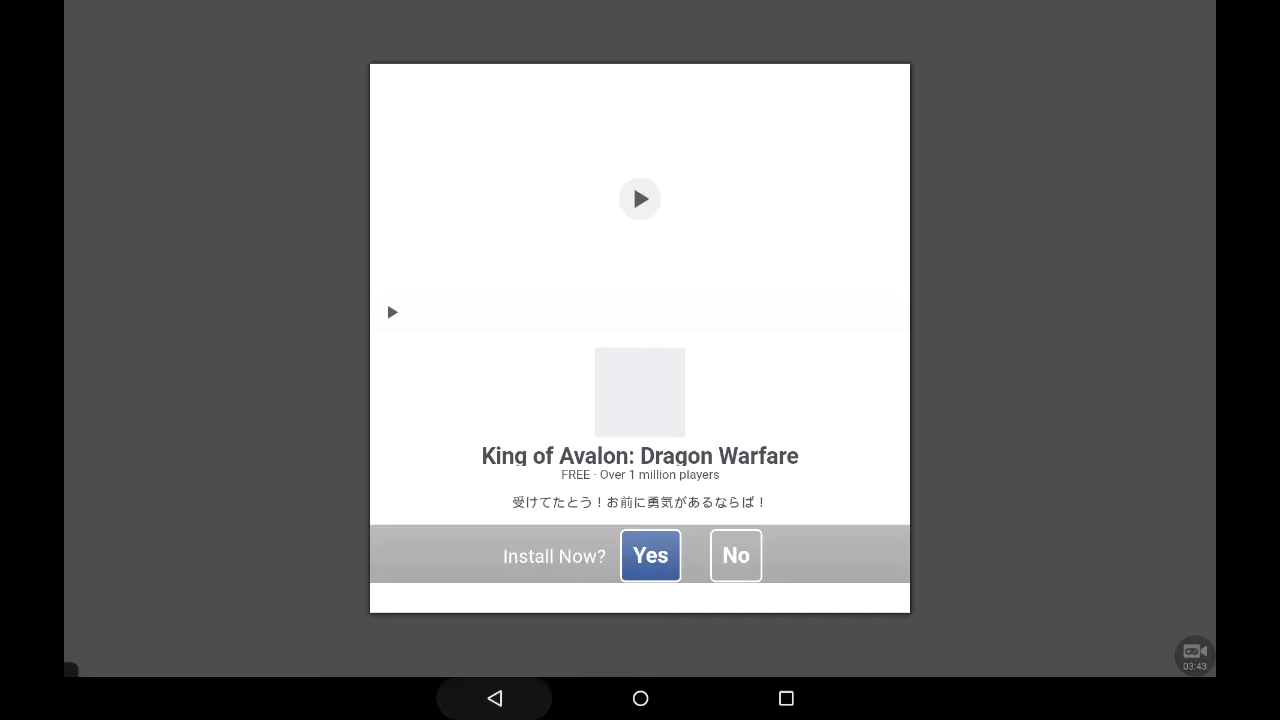 King of Avalon: Dragon Warfare
FREE · Over 1 million players
受けてたとう！お前に勇気があるならば！
Install Now? Yes No
03:43